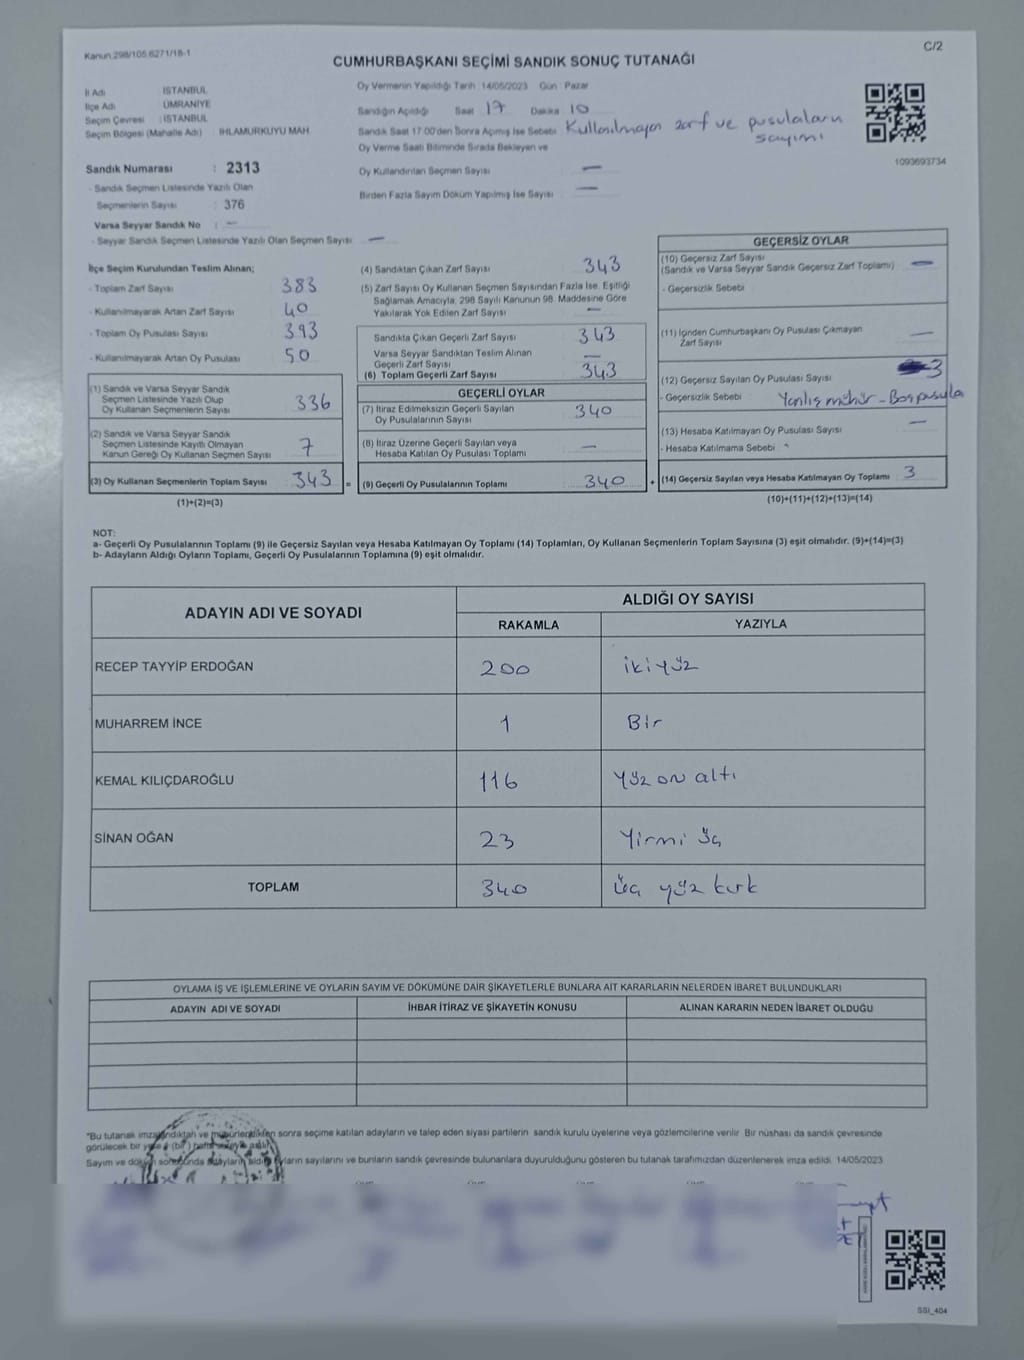 Kanun:298/105.6271/18-1
C/2
CUMHURBAŞKANI SEÇİMİ SANDIK SONUÇ TUTANAĞI
İl Adı : İSTANBUL
İlçe Adı ÜMRANİYE
Seçim Çevresi : İSTANBUL
Seçim Bölgesi (Mahalle Adı) : IHLAMURKUYU MAH
Oy Vermenin Yapıldığı Tarih : 14/05/2023 Gün : Pazar
Sandığın Açıldığı Saat 17 Dakika 10
Sandık Saat 17.00'den Sonra Açımış İse Sebebi Kullanılmayan zarf ve pusulaların sayımı
Oy Verme Saati Bitiminde Sırada Bekleyen ve
Oy Kullandırılan Seçmen Sayısı —
Birden Fazla Sayım Döküm Yapılmış İse Sayısı —
1093693734
Sandık Numarası : 2313
- Sandık Seçmen Listesinde Yazılı Olan
Seçmenlerin Sayısı : 376
Varsa Seyyar Sandık No : —
- Seyyar Sandık Seçmen Listesinde Yazılı Olan Seçmen Sayısı: —
İlçe Seçim Kurulundan Teslim Alınan;
- Toplam Zarf Sayısı 383
- Kullanılmayarak Artan Zarf Sayısı 40
- Toplam Oy Pusulası Sayısı 393
- Kullanılmayarak Artan Oy Pusulası 50
(1) Sandık ve Varsa Seyyar Sandık
Seçmen Listesinde Yazılı Olup
Oy Kullanan Seçmenlerin Sayısı 336
(2) Sandık ve Varsa Seyyar Sandık
Seçmen Listesinde Kayıtlı Olmayan
Kanun Gereği Oy Kullanan Seçmen Sayısı 7
(3) Oy Kullanan Seçmenlerin Toplam Sayısı 343 =
(1)+(2)=(3)
(4) Sandıktan Çıkan Zarf Sayısı 343
(5) Zarf Sayısı Oy Kullanan Seçmen Sayısından Fazla İse, Eşitliği
Sağlamak Amacıyla, 298 Sayılı Kanunun 98. Maddesine Göre
Yakılarak Yok Edilen Zarf Sayısı —
Sandıkta Çıkan Geçerli Zarf Sayısı 343
Varsa Seyyar Sandıktan Teslim Alınan
Geçerli Zarf Sayısı —
(6) Toplam Geçerli Zarf Sayısı 343
GEÇERLİ OYLAR
(7) İtiraz Edilmeksizin Geçerli Sayılan
Oy Pusulalarının Sayısı 340
(8) İtiraz Üzerine Geçerli Sayılan veya
Hesaba Katılan Oy Pusulası Toplamı —
(9) Geçerli Oy Pusulalarının Toplamı 340 +
GEÇERSİZ OYLAR
(10) Geçersiz Zarf Sayısı
(Sandık ve Varsa Seyyar Sandık Geçersiz Zarf Toplamı) —
- Geçersizlik Sebebi
(11) İçinden Cumhurbaşkanı Oy Pusulası Çıkmayan
Zarf Sayısı —
(12) Geçersiz Sayılan Oy Pusulası Sayısı 3
- Geçersizlik Sebebi Yanlış mühür - Boş pusula
(13) Hesaba Katılmayan Oy Pusulası Sayısı —
- Hesaba Katılmama Sebebi
(14) Geçersiz Sayılan veya Hesaba Katılmayan Oy Toplamı 3
(10)+(11)+(12)+(13)=(14)
NOT:
a- Geçerli Oy Pusulalarının Toplamı (9) ile Geçersiz Sayılan veya Hesaba Katılmayan Oy Toplamı (14) Toplamları, Oy Kullanan Seçmenlerin Toplam Sayısına (3) eşit olmalıdır. (9)+(14)=(3)
b- Adayların Aldığı Oyların Toplamı, Geçerli Oy Pusulalarının Toplamına (9) eşit olmalıdır.
ADAYIN ADI VE SOYADI ALDIĞI OY SAYISI
RAKAMLA YAZIYLA
RECEP TAYYİP ERDOĞAN 200 iki yüz
MUHARREM İNCE 1 Bir
KEMAL KILIÇDAROĞLU 116 Yüz on altı
SİNAN OĞAN 23 Yirmi üç
TOPLAM 340 üç yüz kırk
OYLAMA İŞ VE İŞLEMLERİNE VE OYLARIN SAYIM VE DÖKÜMÜNE DAİR ŞİKAYETLERLE BUNLARA AİT KARARLARIN NELERDEN İBARET BULUNDUKLARI
ADAYIN ADI VE SOYADI İHBAR İTİRAZ VE ŞİKAYETİN KONUSU ALINAN KARARIN NEDEN İBARET OLDUĞU
"Bu tutanak imzalandıktan ve mühürlendikten sonra seçime katılan adayların ve talep eden siyasi partilerin sandık kurulu üyelerine veya gözlemcilerine verilir. Bir nüshası da sandık çevresinde
görülecek bir yere (bir) hafta süreyle asılır.
Sayım ve döküm sonucunda adayların aldığı oyların sayılarını ve bunların sandık çevresinde bulunanlara duyurulduğunu gösteren bu tutanak tarafımızdan düzenlenerek imza edildi. 14/05/2023
SSI_404